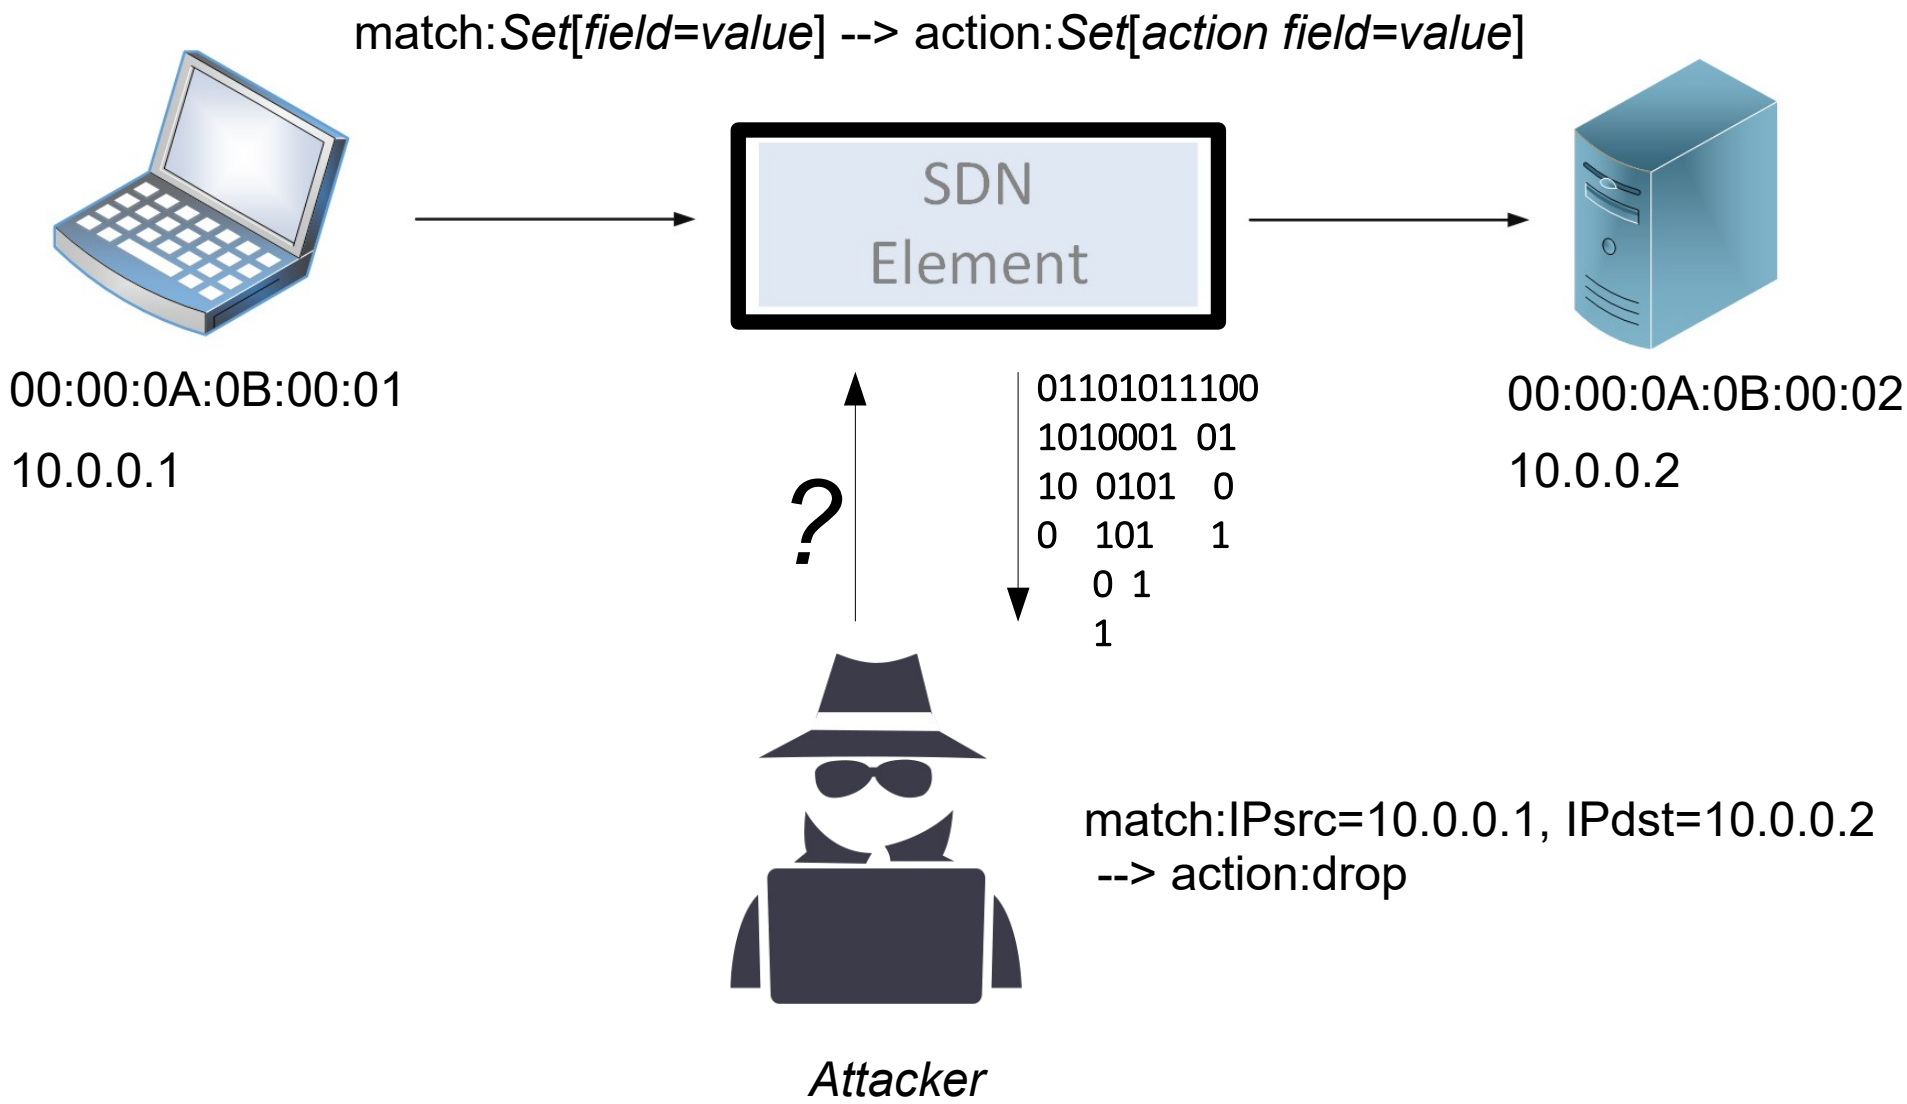 match:Set[field=value] --> action:Set[action field=value]
SDN
Element
00:00:0A:0B:00:01
10.0.0.1
00:00:0A:0B:00:02
10.0.0.2
?
01101011100
1010001 01
10 0101 0
0 101 1
0 1
1
match:IPsrc=10.0.0.1, IPdst=10.0.0.2
--> action:drop
Attacker